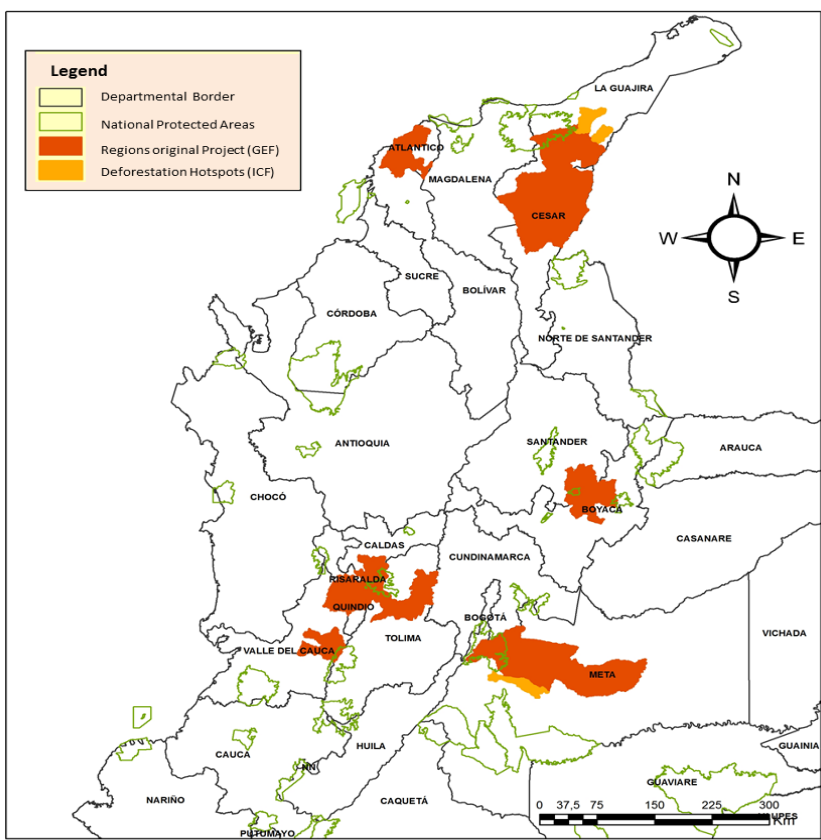 Legend
Departmental Border
National Protected Areas
Regions original Project (GEF)
Deforestation Hotspots (ICF)
LA GUAJIRA
ATLANTICO
MAGDALENA
CESAR
N
W E
S
SUCRE
BOLÍVAR
CÓRDOBA
NORTE DE SANTANDER
ANTIOQUIA
SANTANDER
ARAUCA
CHOCÓ
BOYACÁ
CASANARE
CALDAS
CUNDINAMARCA
RISARALDA
QUINDIO
BOGOTÁ
TOLIMA
VICHADA
VALLE DEL CAUCA
META
CAUCA
HUILA
GUAINIA
NN
GUAVIARE
NARIÑO
CAQUETÁ
0 37,5 75 150 225 300
Km
PUTUMAYO